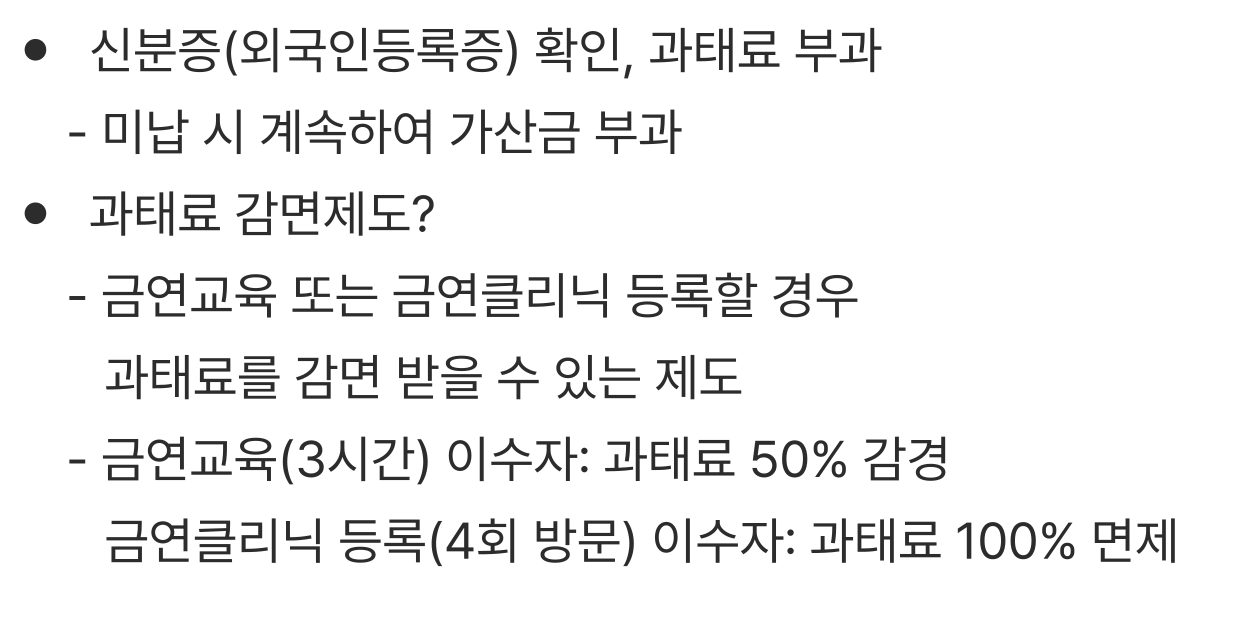 ● 신분증(외국인등록증) 확인, 과태료 부과
- 미납 시 계속하여 가산금 부과
● 과태료 감면제도?
- 금연교육 또는 금연클리닉 등록할 경우
과태료를 감면 받을 수 있는 제도
- 금연교육(3시간) 이수자: 과태료 50% 감경
금연클리닉 등록(4회 방문) 이수자: 과태료 100% 면제